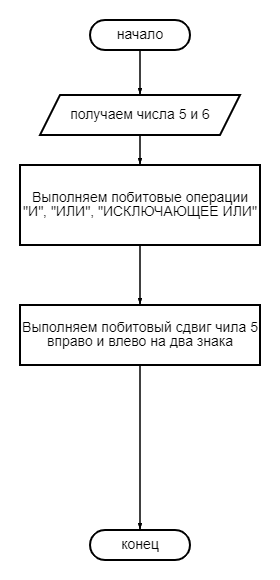 начало
получаем числа 5 и 6
Выполняем побитовые операции
"И", "ИЛИ", "ИСКЛЮЧАЮЩЕЕ ИЛИ"
Выполняем побитовый сдвиг чила 5
вправо и влево на два знака
конец